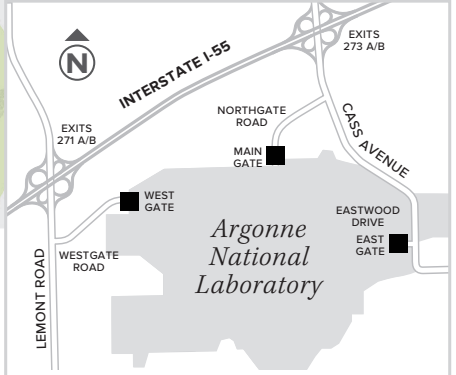 N
INTERSTATE I-55
EXITS
273 A/B
NORTHGATE
ROAD
CASS AVENUE
EXITS
271 A/B
MAIN
GATE
WEST
GATE
EASTWOOD
DRIVE
EAST
GATE
Argonne
National
Laboratory
WESTGATE
ROAD
LEMONT ROAD